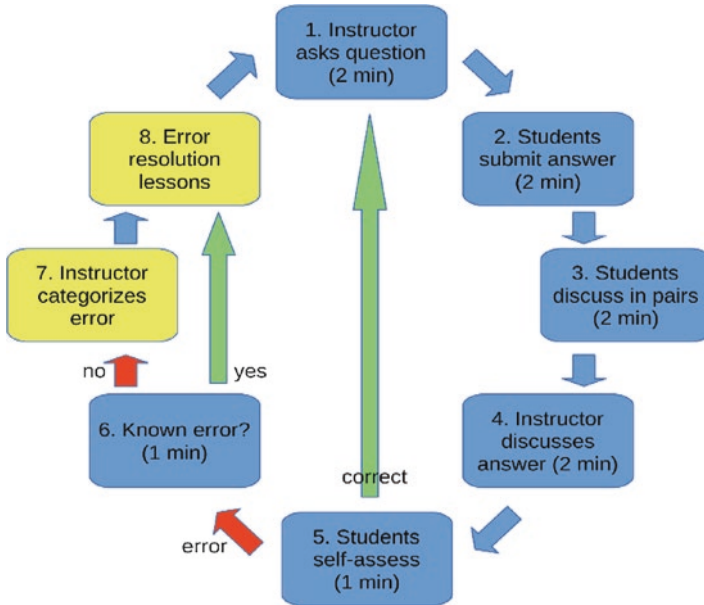 1. Instructor
asks question
(2 min)
2. Students
submit answer
(2 min)
3. Students
discuss in pairs
(2 min)
4. Instructor
discusses
answer (2 min)
5. Students
self-assess
(1 min)
correct
error
6. Known error?
(1 min)
no
yes
7. Instructor
categorizes
error
8. Error
resolution
lessons